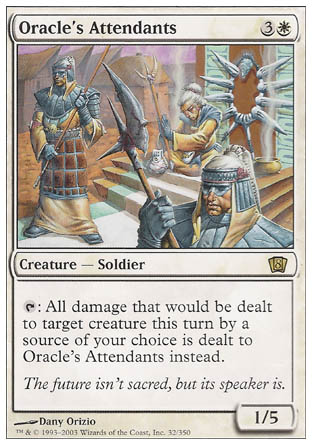 Oracle's Attendants 3
Creature — Soldier 8
: All damage that would be dealt
to target creature this turn by a
source of your choice is dealt to
Oracle's Attendants instead.
The future isn't sacred, but its speaker is.
Dany Orizio
™ & © 1993–2003 Wizards of the Coast, Inc. 32/350
1/5